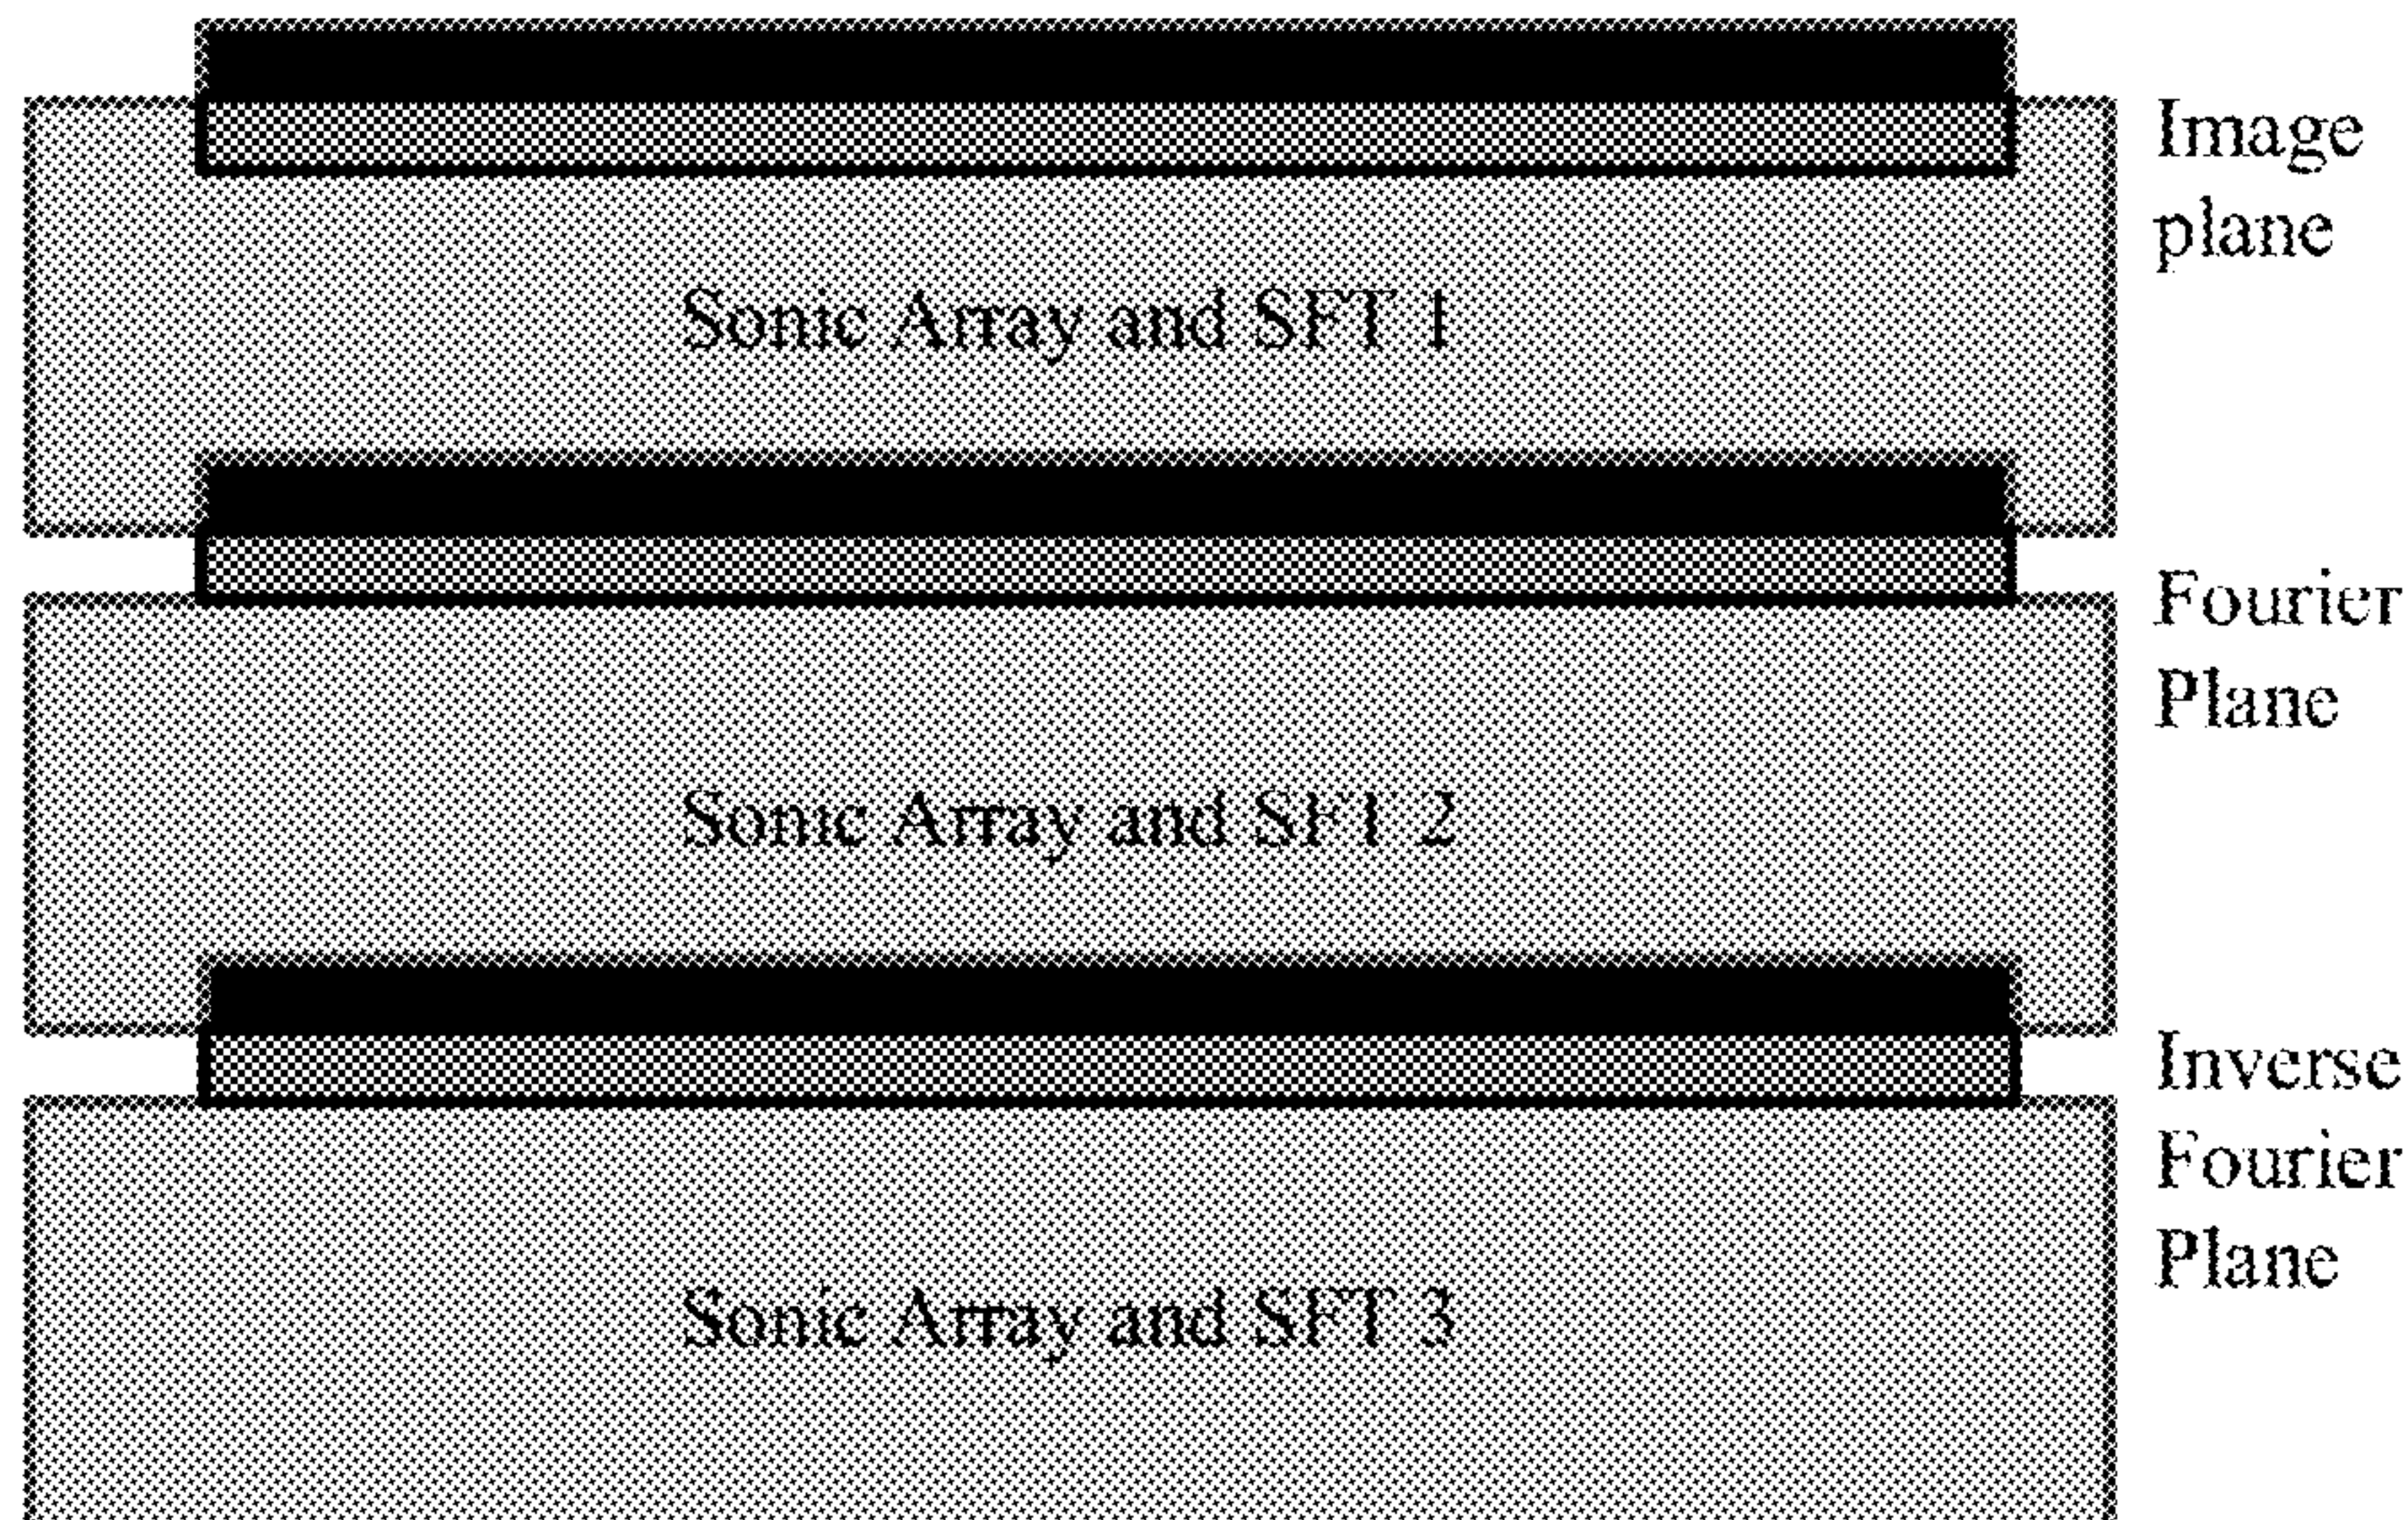 Image
plane
Sonic Array and SFT 1
Fourier
Plane
Sonic Array and SFT 2
Inverse
Fourier
Plane
Sonic Array and SFT 3